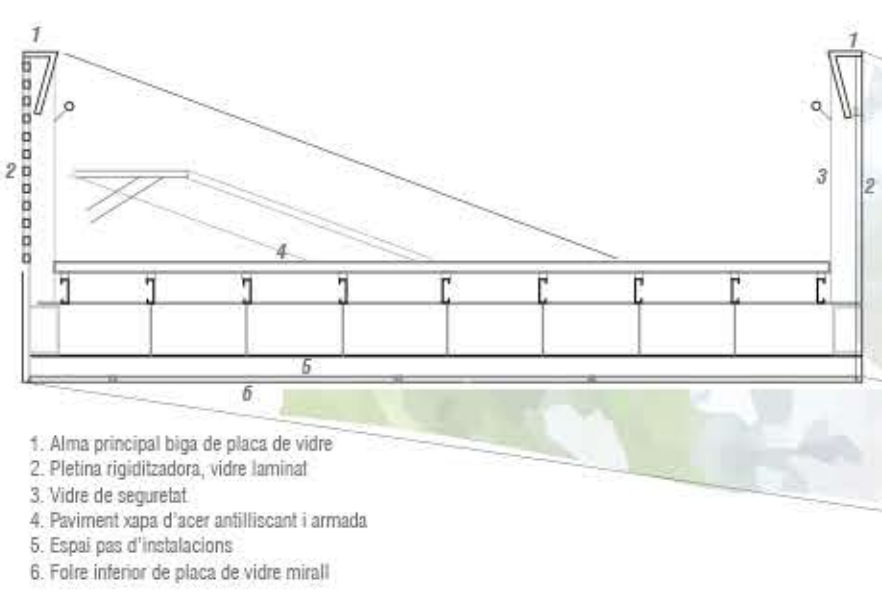 1
1
2
3
2
4
5
6
1. Alma principal biga de placa de vidre
2. Pletina rigiditzadora, vidre laminat
3. Vidre de seguretat
4. Paviment xapa d'acer antilliscant i armada
5. Espai pas d'instalacions
6. Folre inferior de placa de vidre mirall